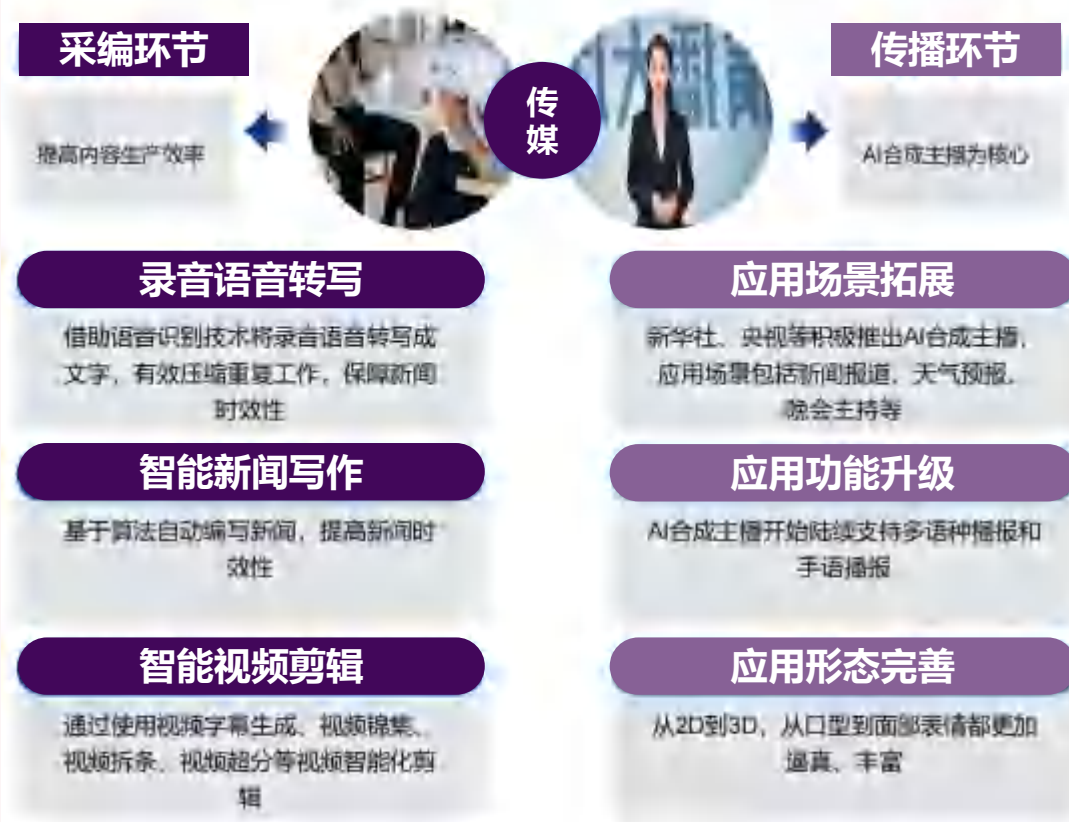 采编环节
提高内容生产效率
传
媒
传播环节
AI合成主播为核心
录音语音转写
借助语音识别技术将录音语音转写成
文字，有效压缩重复工作，保障新闻
时效性
智能新闻写作
基于算法自动编写新闻，提高新闻时
效性
智能视频剪辑
通过使用视频字幕生成、视频锦集、
视频拆条、视频超分等视频智能化剪
辑
应用场景拓展
新华社、央视等积极推出AI合成主播，
应用场景包括新闻报道、天气预报、
晚会主持等
应用功能升级
AI合成主播开始陆续支持多语种播报和
手语播报
应用形态完善
从2D到3D，从口型到面部表情都更加
逼真、丰富